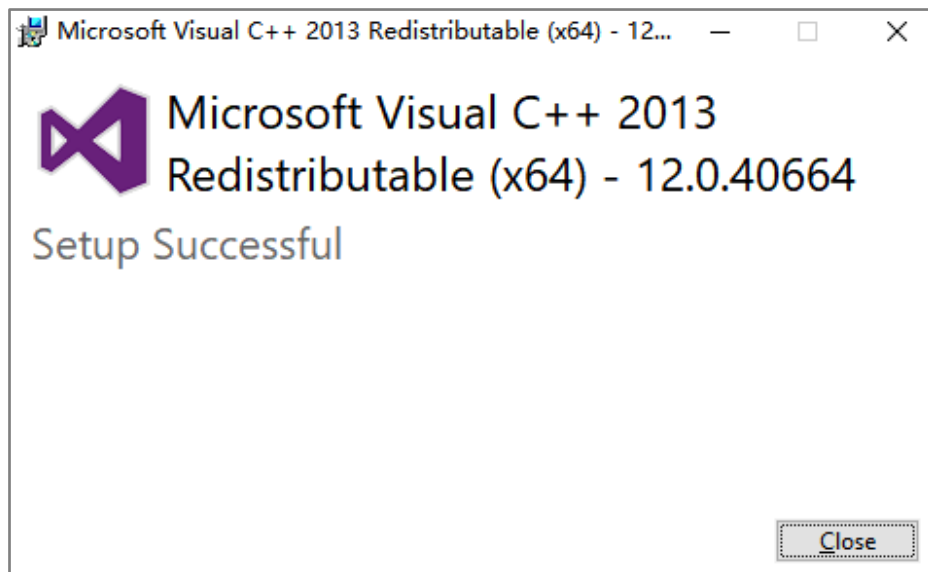 Microsoft Visual C++ 2013 Redistributable (x64) - 12...
Microsoft Visual C++ 2013
Redistributable (x64) - 12.0.40664
Setup Successful
Close